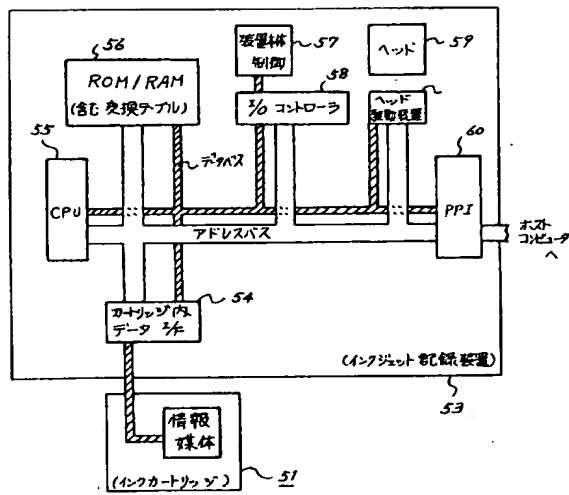 56
ROM/RAM
(含む変換テーブル)
装置本体
制御
57
58
I/O コントローラ
ヘッド
59
ヘッド
駆動装置
60
55
CPU
データバス
PPI
アドレスバス
ホスト
コンピュータ
へ
カートリッジ内
データ I/F
54
(インクジェット記録装置)
53
情報
媒体
(インクカートリッジ)
51